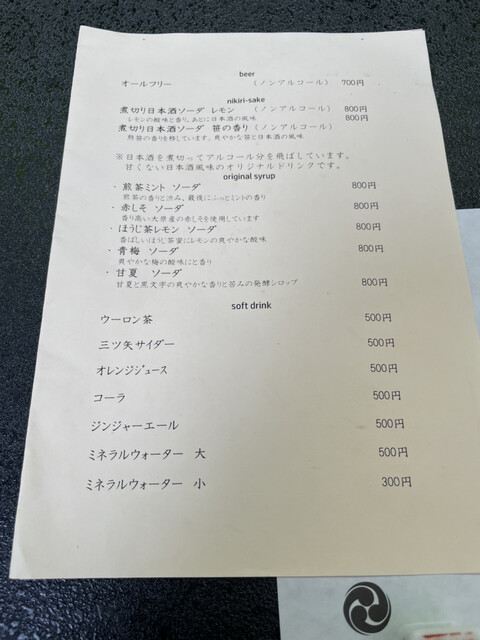 beer
オールフリー （ノンアルコール） 700円
nikiri-sake
煮切り日本酒ソーダ レモン （ノンアルコール） 800円
レモンの酸味と香り、あとに日本酒の風味 800円
煮切り日本酒ソーダ 笹の香り（ノンアルコール）
熊笹の香りを移しています。爽やかな笹と日本酒の風味
※日本酒を煮切ってアルコール分を飛ばしています。
甘くない日本酒風味のオリジナルドリンクです。
original syrup
・煎茶ミント ソーダ 800円
煎茶の香りと渋み、最後にふっとミントの香り
・赤しそ ソーダ 800円
香り高い大原産の赤しそを使用しています
・ほうじ茶レモン ソーダ 800円
香ばしいほうじ茶蜜にレモンの爽やかな酸味
・青梅 ソーダ 800円
爽やかな梅の酸味にと香り
・甘夏 ソーダ 800円
甘夏と黒文字の爽やかな香りと苦みの発酵シロップ
soft drink
ウーロン茶 500円
三ツ矢サイダー 500円
オレンジジュース 500円
コーラ 500円
ジンジャーエール 500円
ミネラルウォーター 大 500円
ミネラルウォーター 小 300円